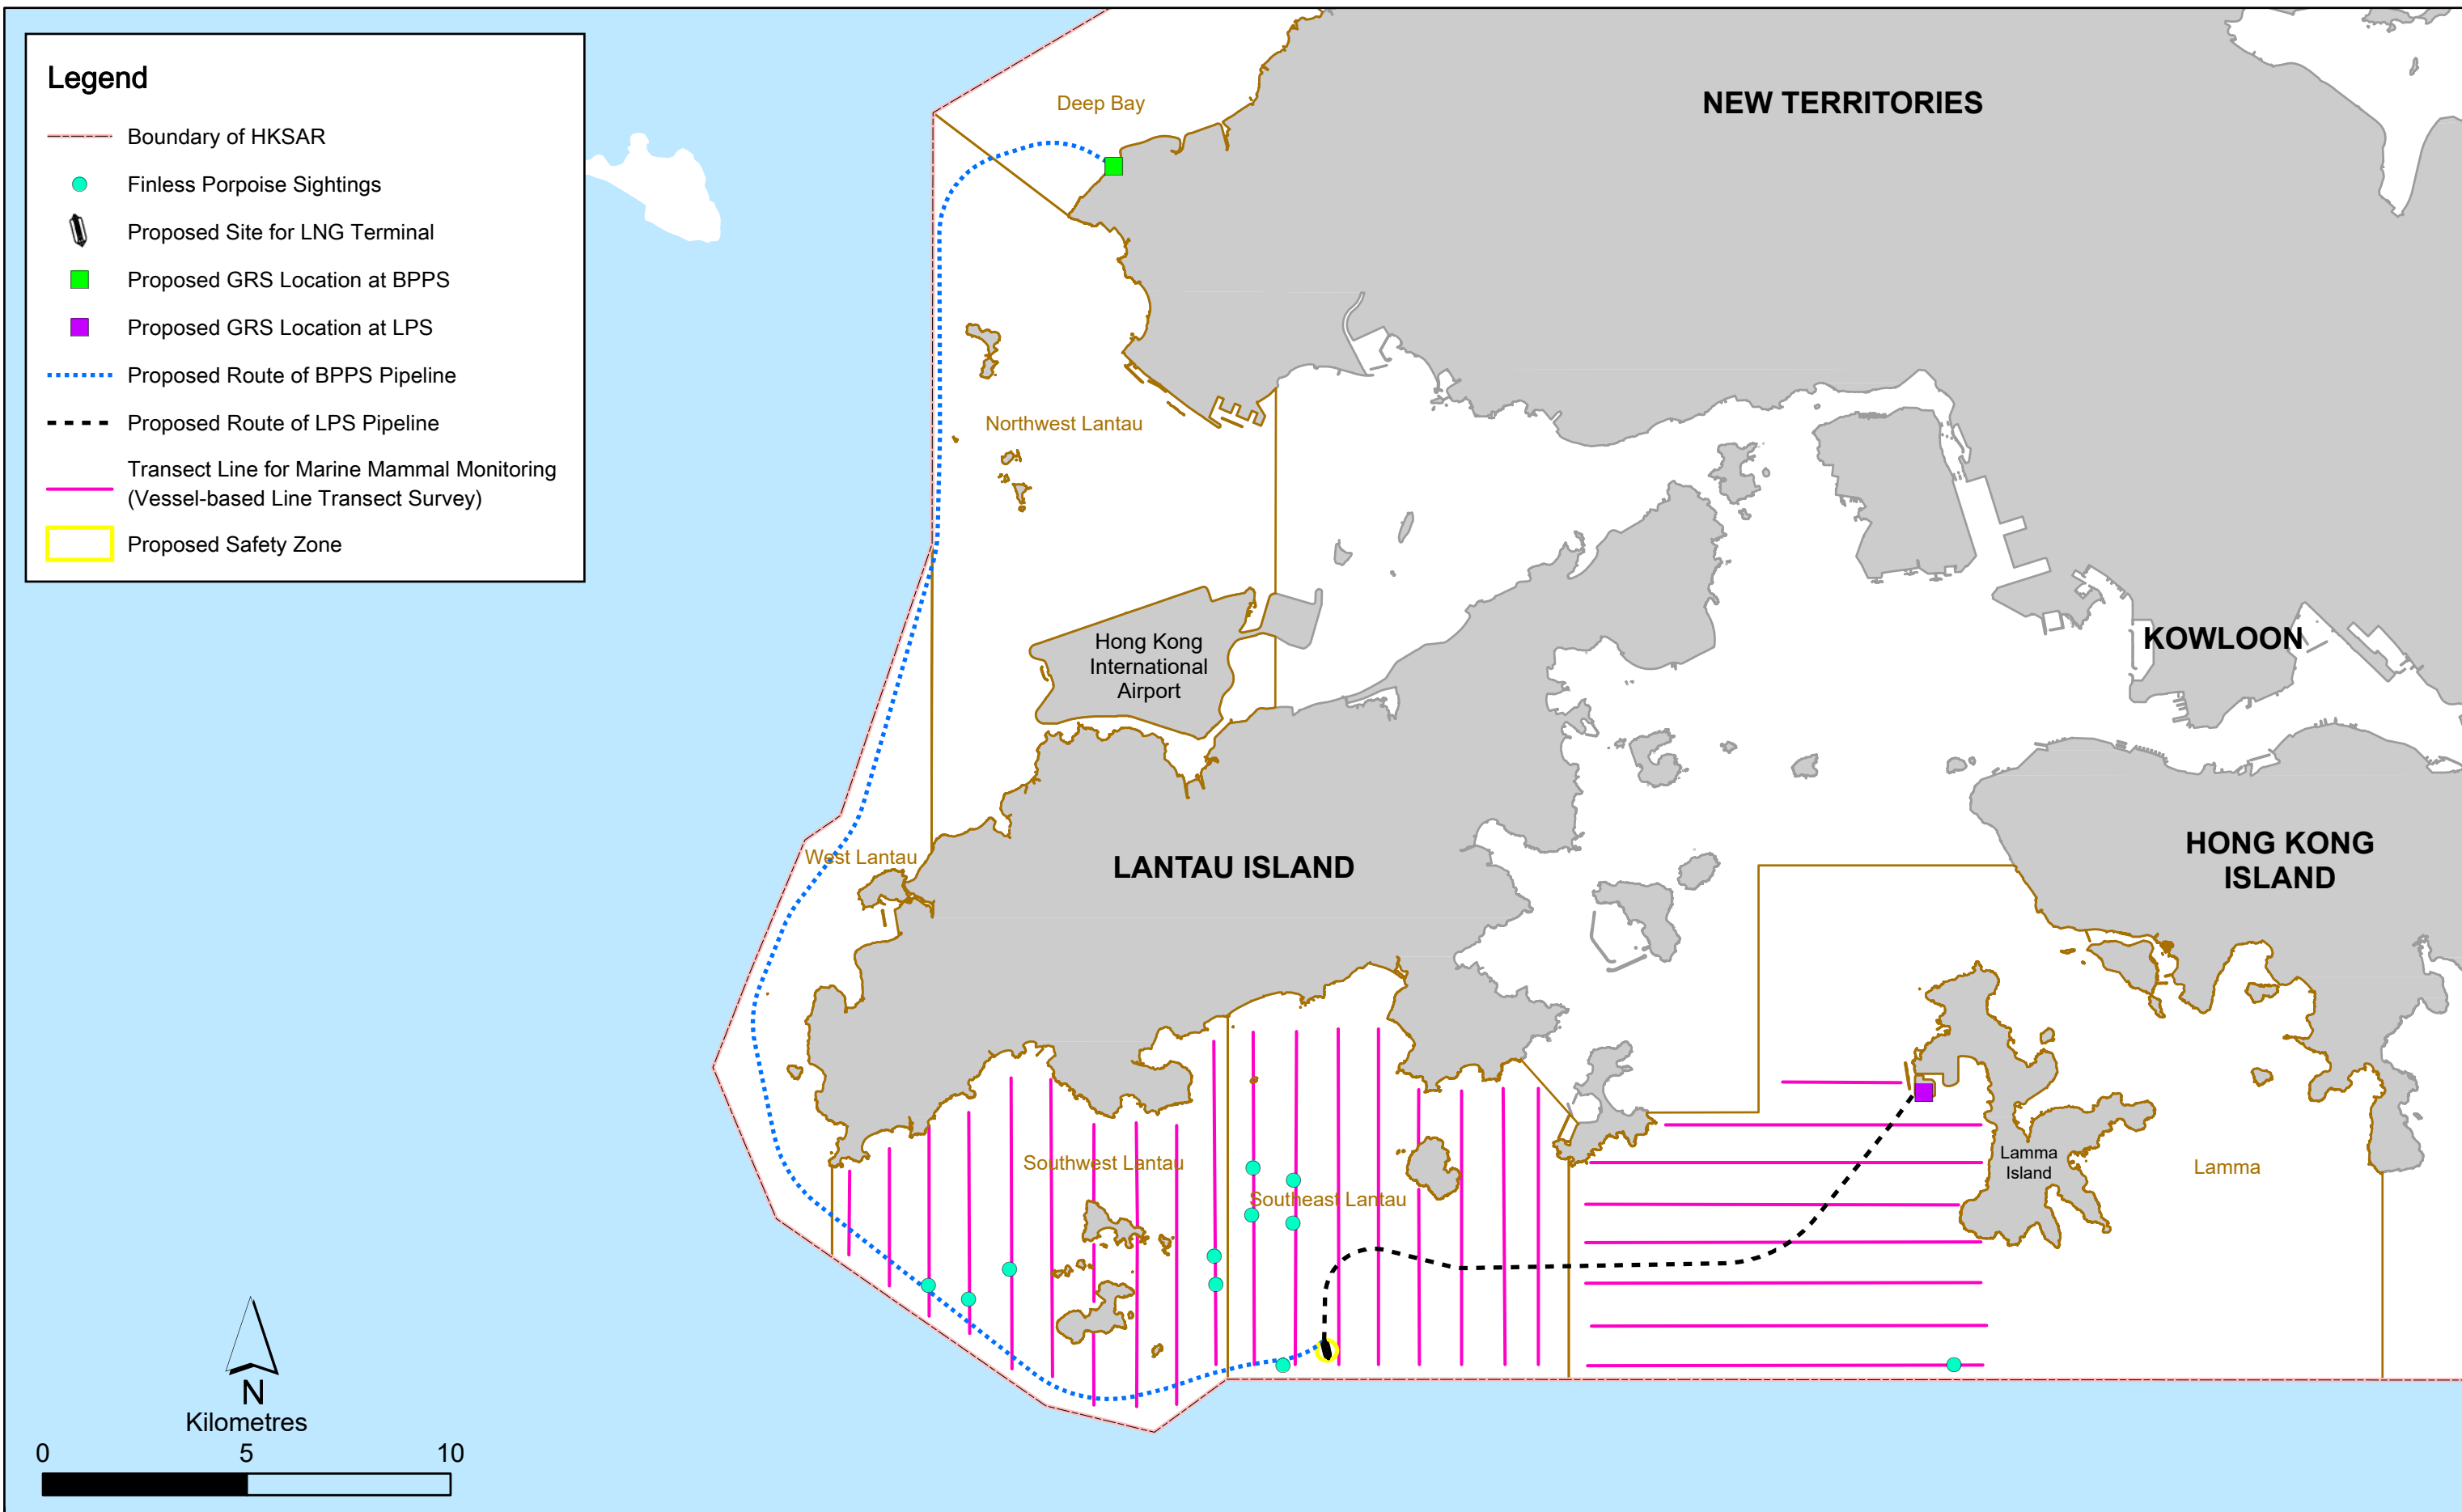 Legend
Boundary of HKSAR
Finless Porpoise Sightings
Proposed Site for LNG Terminal
Proposed GRS Location at BPPS
Proposed GRS Location at LPS
Proposed Route of BPPS Pipeline
Proposed Route of LPS Pipeline
Transect Line for Marine Mammal Monitoring
(Vessel-based Line Transect Survey)
Proposed Safety Zone
Deep Bay
NEW TERRITORIES
Northwest Lantau
Hong Kong
International
Airport
KOWLOON
West Lantau
LANTAU ISLAND
HONG KONG
ISLAND
Southwest Lantau
Southeast Lantau
Lamma
Island
Lamma
N
Kilometres
0 5 10